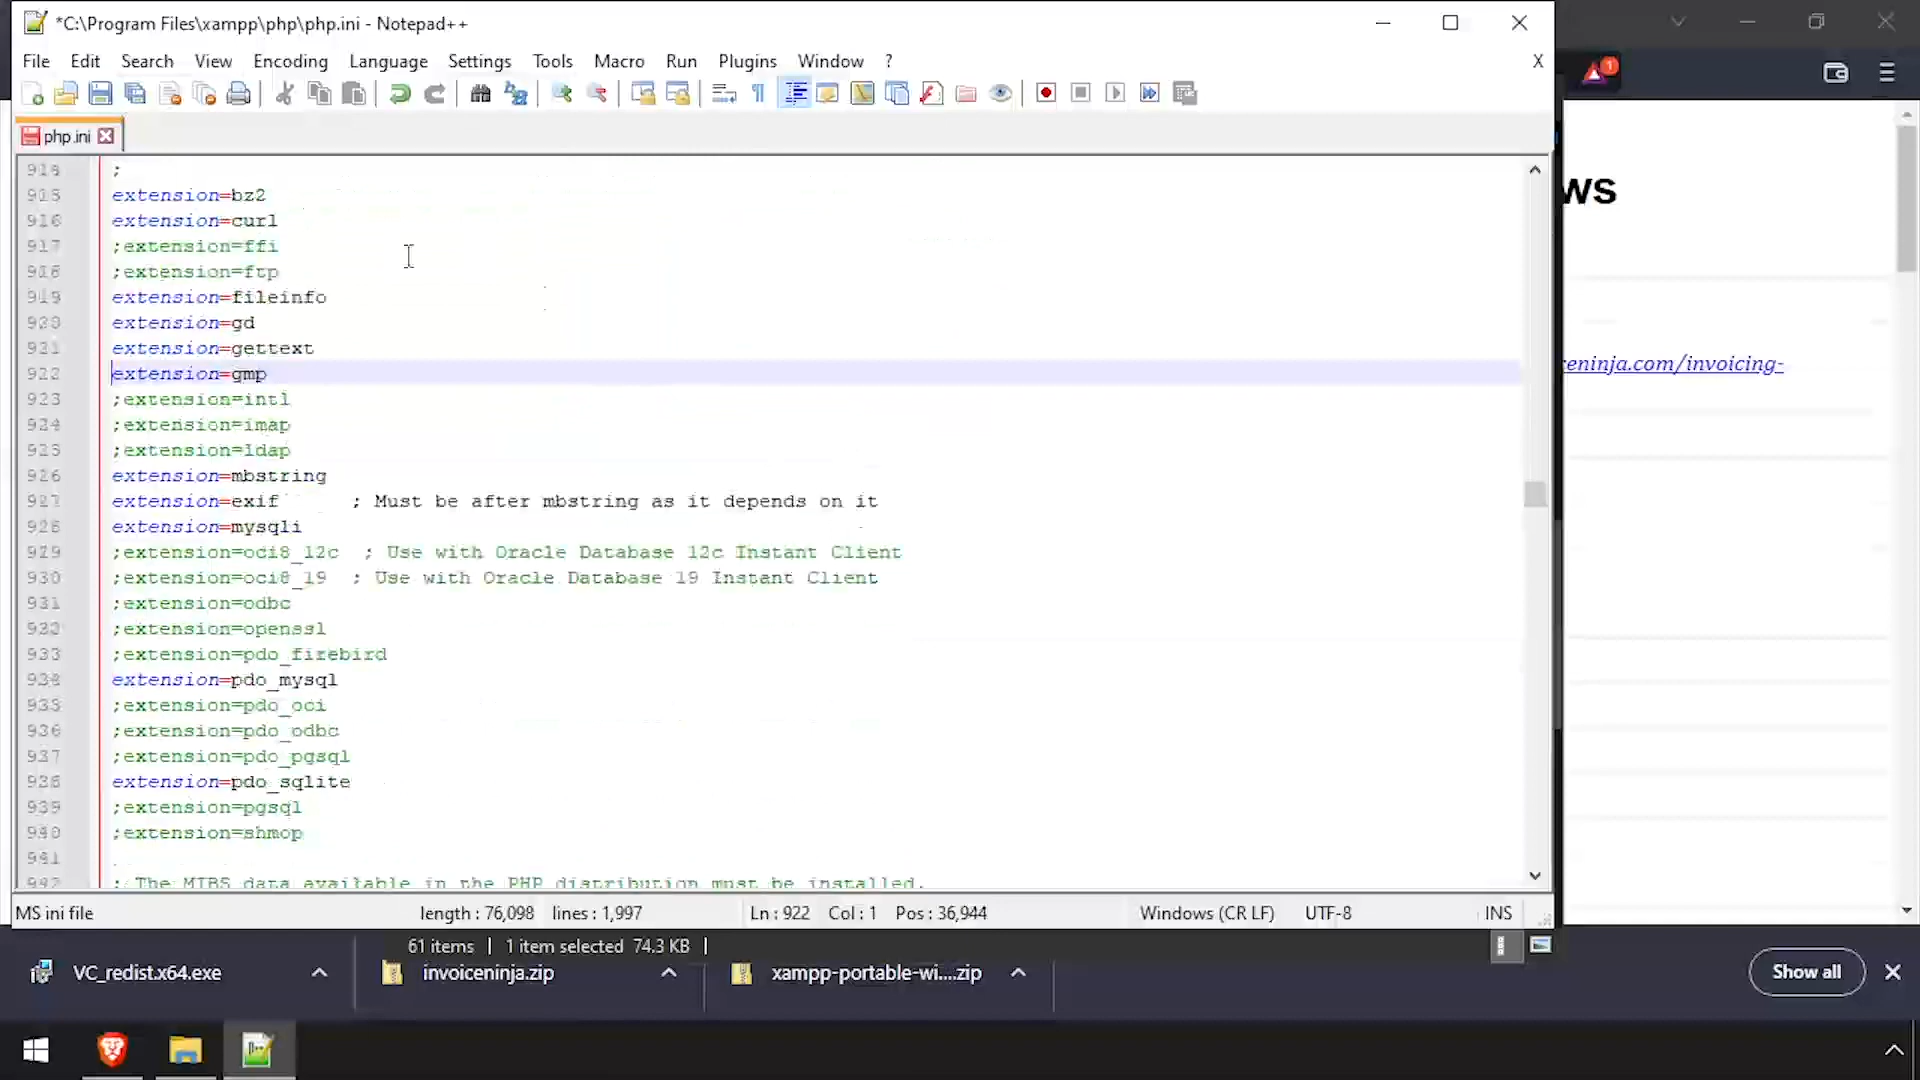 *C:\Program Files\xampp\php\php.ini - Notepad++
File Edit Search View Encoding Language Settings Tools Macro Run Plugins Window ? X
1
php.ini
914 ;
915 extension=bz2
916 extension=curl
917 ;extension=ffi
918 ;extension=ftp
919 extension=fileinfo
920 extension=gd
921 extension=gettext
922 extension=gmp
923 ;extension=intl
924 ;extension=imap
925 ;extension=ldap
926 extension=mbstring
927 extension=exif ; Must be after mbstring as it depends on it
928 extension=mysqli
929 ;extension=oci8_12c ; Use with Oracle Database 12c Instant Client
930 ;extension=oci8_19 ; Use with Oracle Database 19 Instant Client
931 ;extension=odbc
932 ;extension=openssl
933 ;extension=pdo_firebird
934 extension=pdo_mysql
935 ;extension=pdo_oci
936 ;extension=pdo_odbc
937 ;extension=pdo_pgsql
938 extension=pdo_sqlite
939 ;extension=pgsql
940 ;extension=shmop
941
942 ; The MIBS data available in the PHP distribution must be installed.
ws
ceninja.com/invoicing-
MS ini file length : 76,098 lines : 1,997 Ln : 922 Col : 1 Pos : 36,944 Windows (CR LF) UTF-8 INS
61 items 1 item selected 74.3 KB
VC_redist.x64.exe invoiceninja.zip xampp-portable-wi....zip Show all